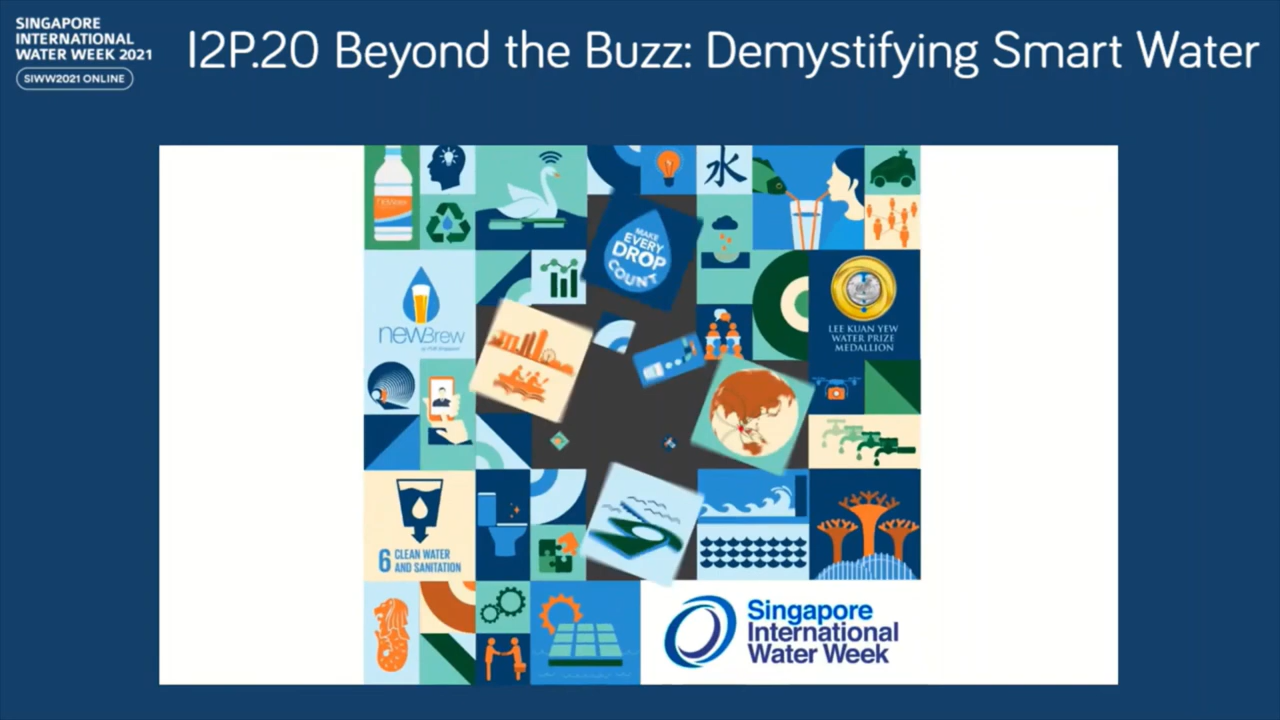 SINGAPORE
INTERNATIONAL
WATER WEEK 2021
SIWW2021 ONLINE
I2P.20 Beyond the Buzz: Demystifying Smart Water
水
MAKE
EVERY
DROP
COUNT
newBrew
LEE KUAN YEW
WATER PRIZE
MEDALLION
6 CLEAN WATER
AND SANITATION
Singapore
International
Water Week